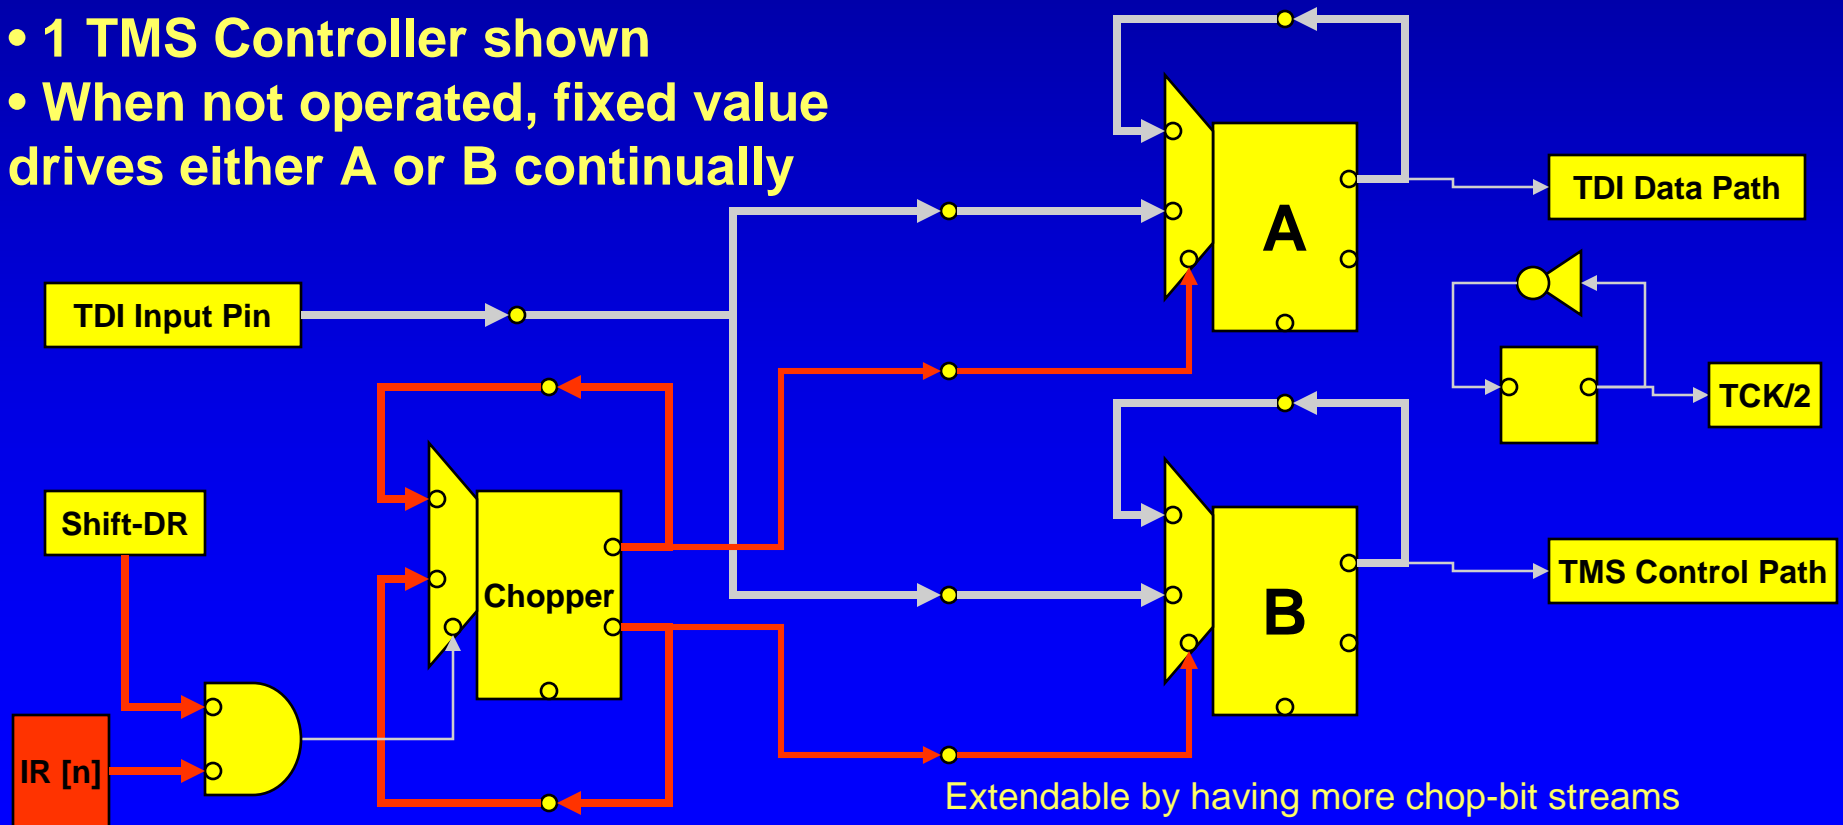 • 1 TMS Controller shown
• When not operated, fixed value
drives either A or B continually
TDI Input Pin
A
TDI Data Path
TCK/2
Shift-DR
Chopper
B
TMS Control Path
IR [n]
Extendable by having more chop-bit streams